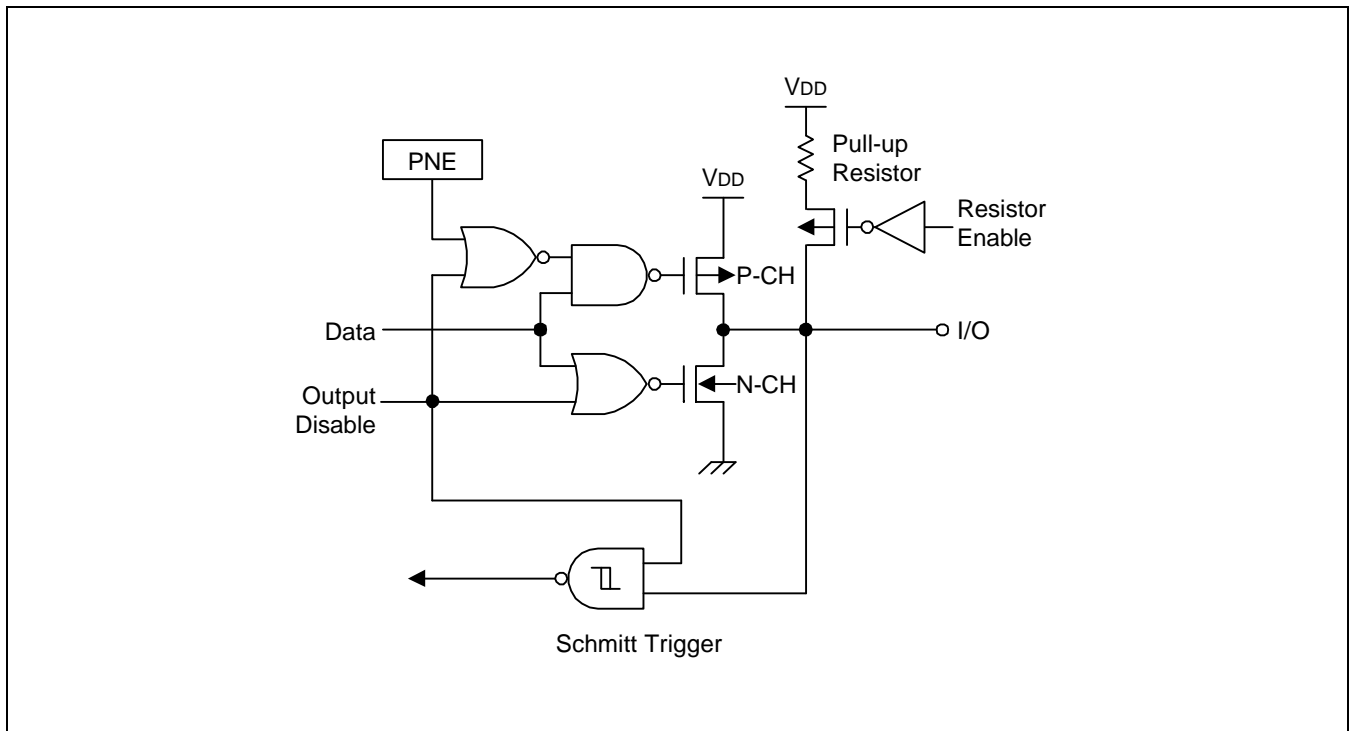 VDD
Pull-up
Resistor
PNE
VDD
Resistor
Enable
P-CH
Data
I/O
N-CH
Output
Disable
Schmitt Trigger